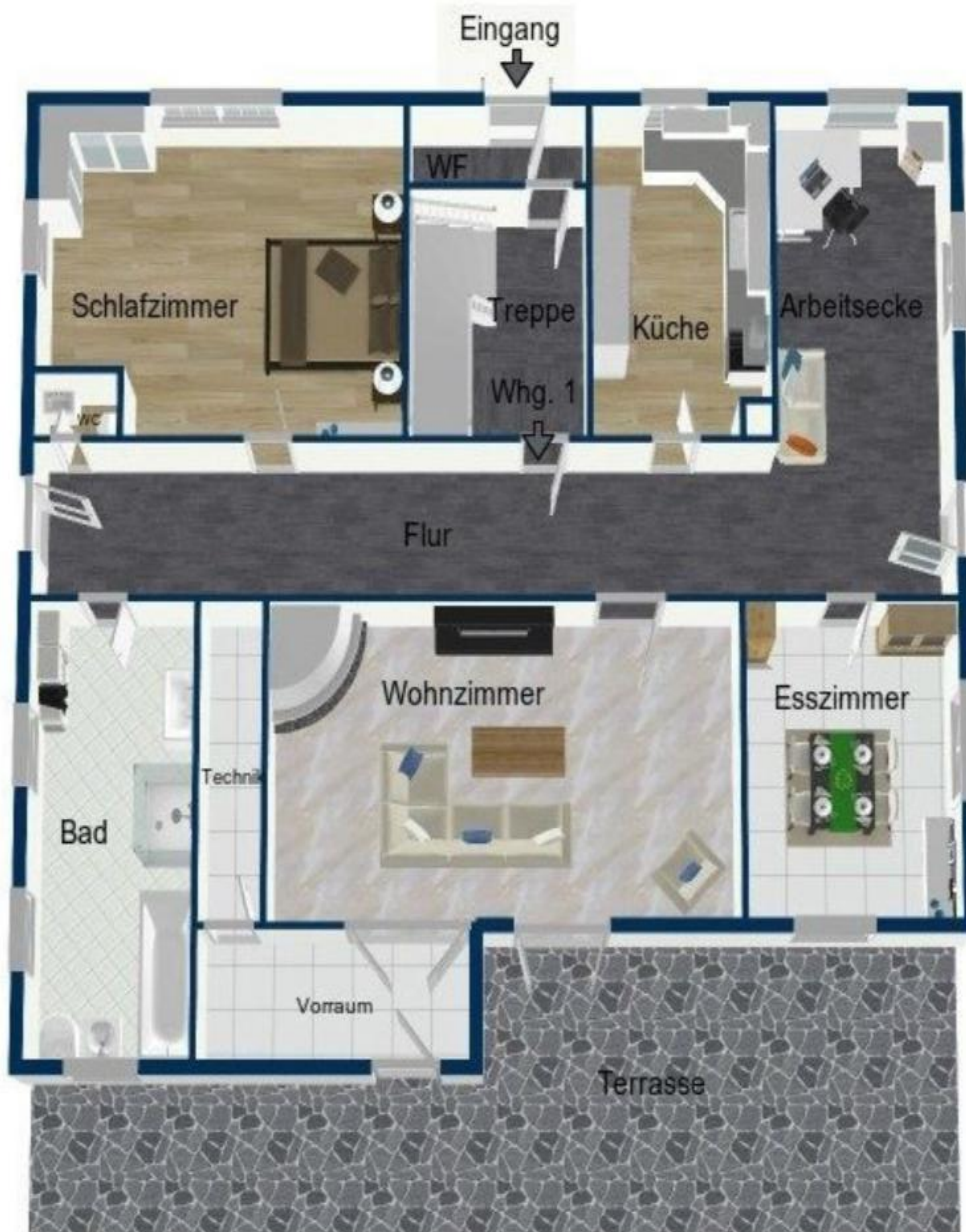 Eingang
WF
Schlafzimmer
Treppe
Küche
Arbeitsecke
WC
Whg. 1
Flur
Wohnzimmer
Esszimmer
Technik
Bad
Vorraum
Terrasse